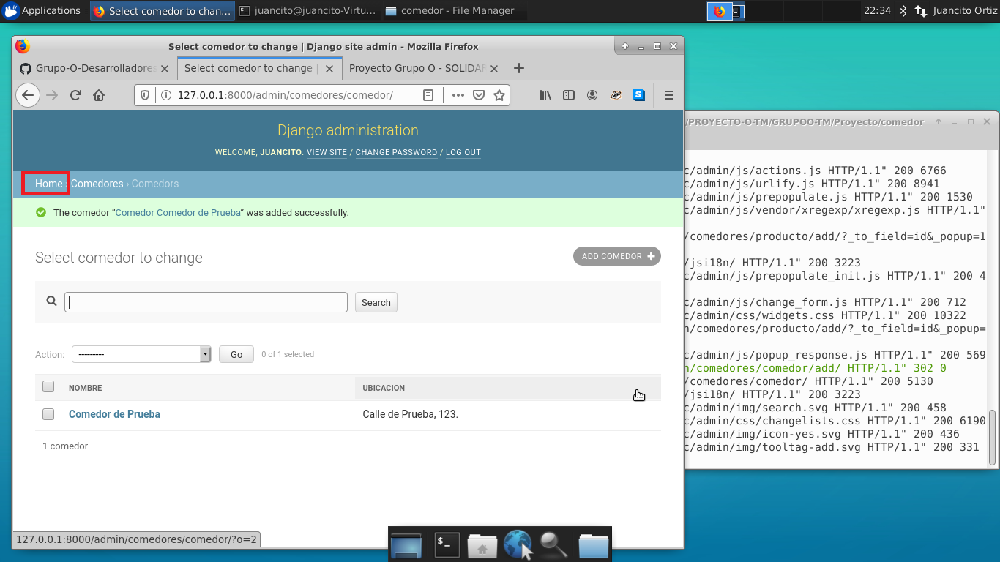 Applications
Select comedor to chan...
juancito@juancito-Virtu...
comedor - File Manager
22:34
Juancito Ortiz
Select comedor to change | Django site admin - Mozilla Firefox
Grupo-O-Desarrolladores
Select comedor to change |
Proyecto Grupo O - SOLIDAR
127.0.0.1:8000/admin/comedores/comedor/
Django administration
WELCOME, JUANCITO. VIEW SITE / CHANGE PASSWORD / LOG OUT
Home Comedores › Comedors
The comedor “Comedor Comedor de Prueba” was added successfully.
Select comedor to change
ADD COMEDOR +
Search
Action: --------- Go 0 of 1 selected
NOMBRE UBICACION
Comedor de Prueba Calle de Prueba, 123.
1 comedor
127.0.0.1:8000/admin/comedores/comedor/?o=2
/PROYECTO-O-TM/GRUPOO-TM/Proyecto/comedor
c/admin/js/actions.js HTTP/1.1" 200 6766
c/admin/js/urlify.js HTTP/1.1" 200 8941
c/admin/js/prepopulate.js HTTP/1.1" 200 1530
c/admin/js/vendor/xregexp/xregexp.js HTTP/1.1"
/comedores/producto/add/?_to_field=id&_popup=1
/jsi18n/ HTTP/1.1" 200 3223
c/admin/js/prepopulate_init.js HTTP/1.1" 200 4
c/admin/js/change_form.js HTTP/1.1" 200 712
c/admin/css/widgets.css HTTP/1.1" 200 10322
n/comedores/producto/add/?_to_field=id&_popup=
c/admin/js/popup_response.js HTTP/1.1" 200 569
n/comedores/comedor/add/ HTTP/1.1" 302 0
/comedores/comedor/ HTTP/1.1" 200 5130
/jsi18n/ HTTP/1.1" 200 3223
c/admin/img/search.svg HTTP/1.1" 200 458
c/admin/css/changelists.css HTTP/1.1" 200 6190
c/admin/img/icon-yes.svg HTTP/1.1" 200 436
c/admin/img/tooltag-add.svg HTTP/1.1" 200 331